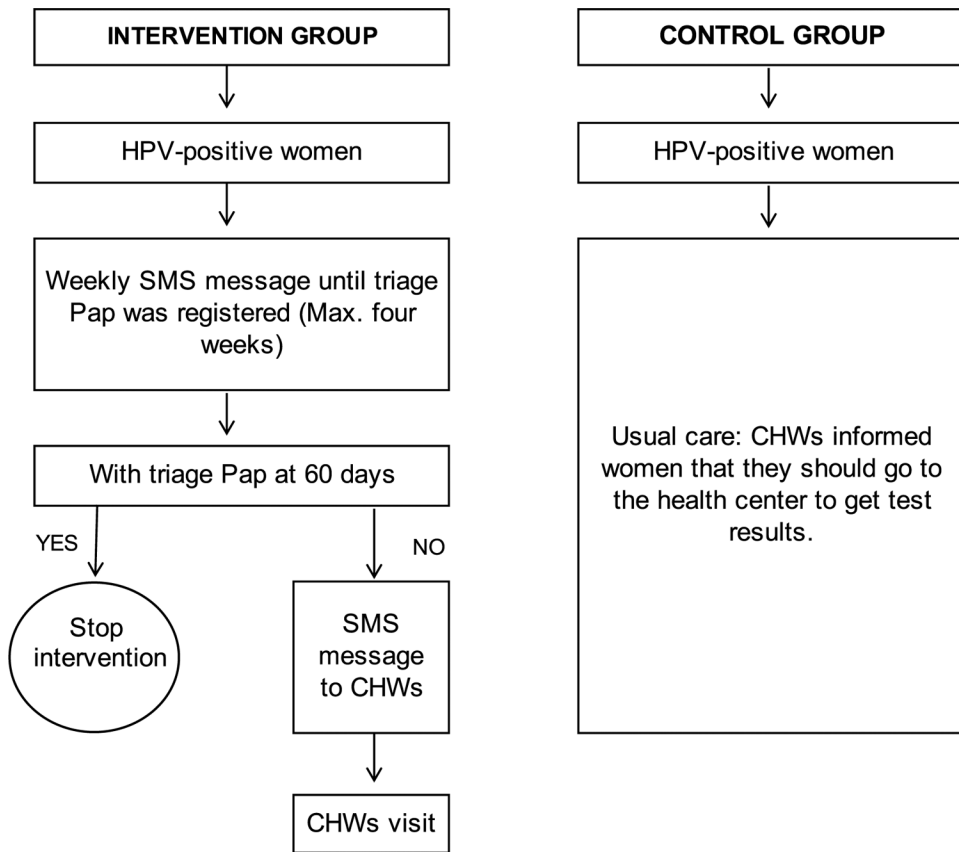 INTERVENTION GROUP
HPV-positive women
Weekly SMS message until triage
Pap was registered (Max. four
weeks)
With triage Pap at 60 days
YES
NO
Stop
intervention
SMS
message
to CHWs
CHWs visit
CONTROL GROUP
HPV-positive women
Usual care: CHWs informed
women that they should go to
the health center to get test
results.